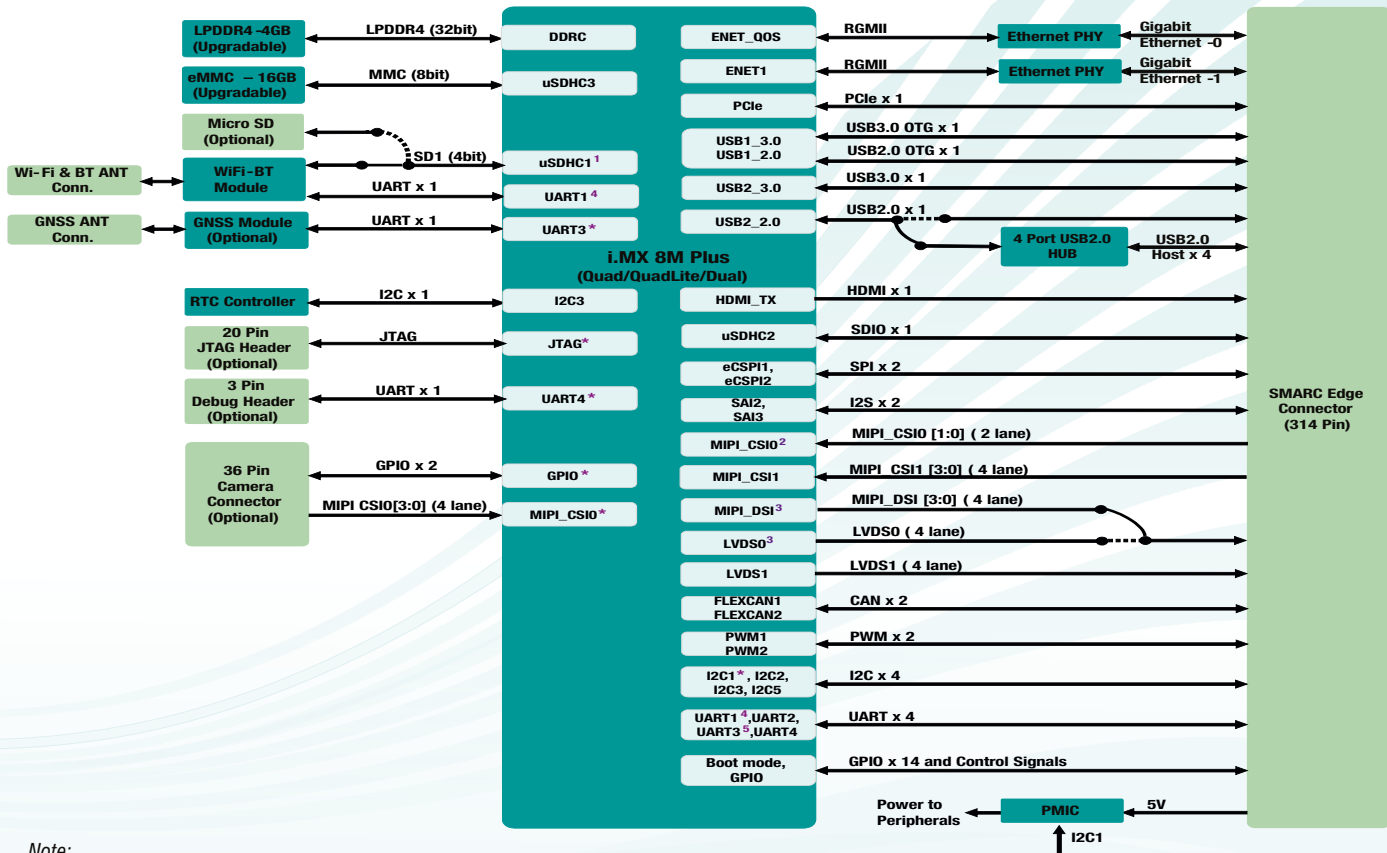 LPDDR4 -4GB
(Upgradable)
LPDDR4 (32bit)
DDRC
eMMC – 16GB
(Upgradable)
MMC (8bit)
uSDHC3
Micro SD
(Optional)
SD1 (4bit)
uSDHC1 1
Wi-Fi & BT ANT
Conn.
WiFi-BT
Module
UART x 1
UART1 4
GNSS ANT
Conn.
GNSS Module
(Optional)
UART x 1
UART3 *
i.MX 8M Plus
(Quad/QuadLite/Dual)
RTC Controller
I2C x 1
I2C3
20 Pin
JTAG Header
(Optional)
JTAG
JTAG*
3 Pin
Debug Header
(Optional)
UART x 1
UART4 *
36 Pin
Camera
Connector
(Optional)
GPIO x 2
GPIO *
MIPI CSI0[3:0] (4 lane)
MIPI_CSI0*
ENET_QOS
RGMII
Ethernet PHY
Gigabit
Ethernet -0
ENET1
RGMII
Ethernet PHY
Gigabit
Ethernet -1
PCIe
PCIe x 1
USB1_3.0
USB1_2.0
USB3.0 OTG x 1
USB2.0 OTG x 1
USB2_3.0
USB3.0 x 1
USB2_2.0
USB2.0 x 1
4 Port USB2.0
HUB
USB2.0
Host x 4
HDMI_TX
HDMI x 1
uSDHC2
SDIO x 1
eCSPI1,
eCSPI2
SPI x 2
SAI2,
SAI3
I2S x 2
MIPI_CSI0 2
MIPI_CSI0 [1:0] ( 2 lane)
MIPI_CSI1
MIPI_CSI1 [3:0] ( 4 lane)
MIPI_DSI 3
MIPI_DSI [3:0] ( 4 lane)
LVDS0 3
LVDS0 ( 4 lane)
LVDS1
LVDS1 ( 4 lane)
FLEXCAN1
FLEXCAN2
CAN x 2
PWM1
PWM2
PWM x 2
I2C1* , I2C2,
I2C3, I2C5
I2C x 4
UART1 4,UART2,
UART3 5,UART4
UART x 4
Boot mode,
GPIO
GPIO x 14 and Control Signals
SMARC Edge
Connector
(314 Pin)
Power to
Peripherals
PMIC
5V
I2C1
Note: